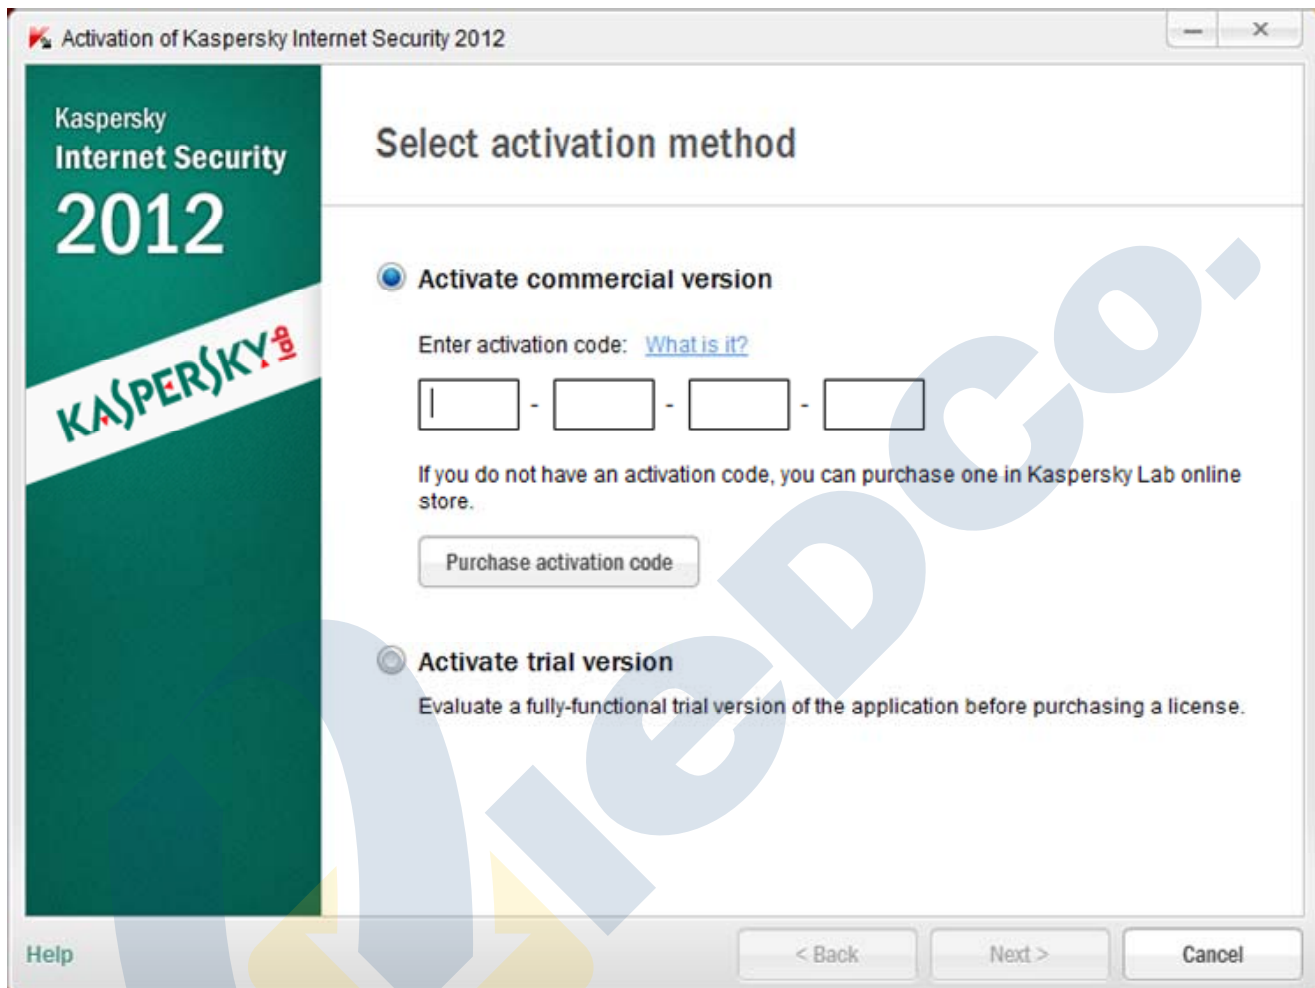 Activation of Kaspersky Internet Security 2012
Kaspersky
Internet Security
2012
KASPERSKY lab
Select activation method
Activate commercial version
Enter activation code: What is it?
- - -
If you do not have an activation code, you can purchase one in Kaspersky Lab online
store.
Purchase activation code
Activate trial version
Evaluate a fully-functional trial version of the application before purchasing a license.
VieDCo.
Help
< Back
Next >
Cancel